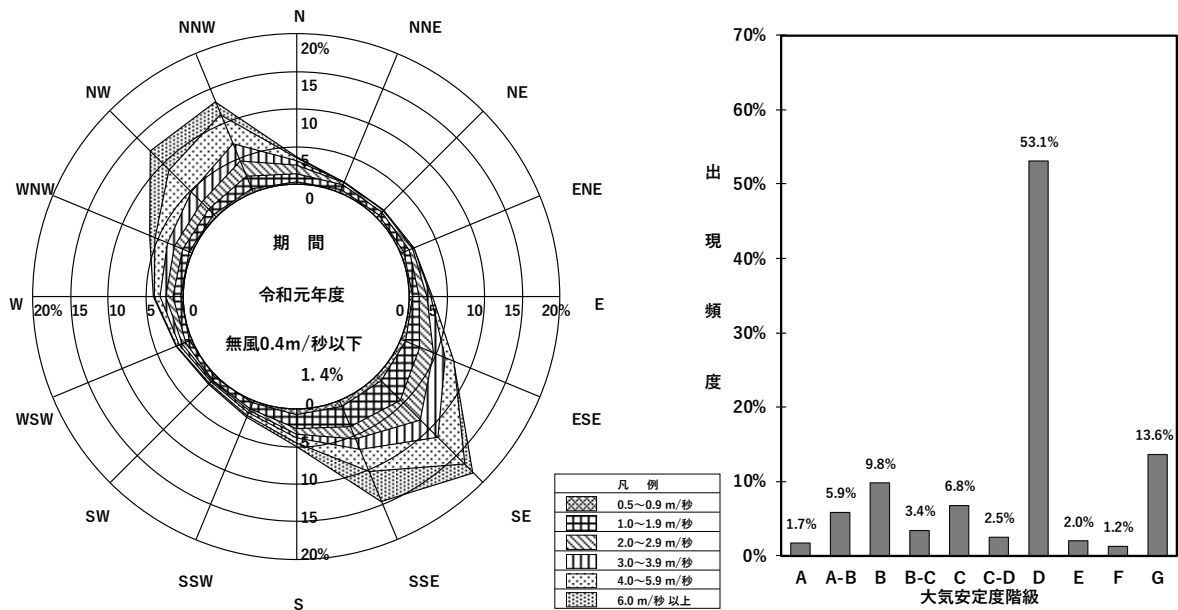 N
NNE
NE
ENE
E
ESE
SE
SSE
S
SSW
SW
WSW
W
WNW
NW
NNW
20%
15
10
5
0
20% 15 10 5 0
0 5 10 15 20%
0
5
10
15
20%
期 間
令和元年度
無風0.4m/秒以下
1.4%
凡 例
0.5～0.9 m/秒
1.0～1.9 m/秒
2.0～2.9 m/秒
3.0～3.9 m/秒
4.0～5.9 m/秒
6.0 m/秒 以上
70%
60%
50%
40%
30%
20%
10%
0%
出現頻度
1.7%
5.9%
9.8%
3.4%
6.8%
2.5%
53.1%
2.0%
1.2%
13.6%
A A-B B B-C C C-D D E F G
大気安定度階級